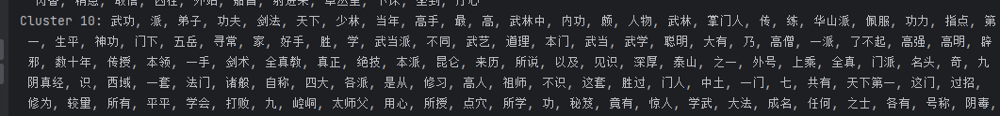 Cluster 10: 武功, 派, 弟子, 功夫, 剑法, 天下, 少林, 当年, 高手, 最, 高, 武林中, 内功, 颇, 人物, 武林, 掌门人, 传, 练, 华山派, 佩服, 功力, 指点, 第
一, 生平, 神功, 门下, 五岳, 寻常, 家, 好手, 胜, 学, 武当派, 不同, 武艺, 道理, 本门, 武当, 武学, 聪明, 大有, 乃, 高僧, 一派, 了不起, 高强, 高明, 辟
邪, 数十年, 传授, 本领, 一手, 剑术, 全真教, 真正, 绝技, 本派, 昆仑, 来历, 所说, 以及, 见识, 深厚, 泰山, 之一, 外号, 上乘, 全真, 门派, 名头, 奇, 九
阴真经, 识, 西域, 一套, 法门, 诸般, 自称, 四大, 各派, 是从, 修习, 高人, 祖师, 不识, 这套, 胜过, 门人, 中土, 一门, 七, 共有, 天下第一, 这门, 过招,
修为, 较量, 所有, 平平, 学会, 打败, 九, 崆峒, 太师父, 用心, 所授, 点穴, 所学, 功, 秘笈, 竟有, 惊人, 学武, 大法, 成名, 任何, 之士, 各有, 号称, 阴毒,